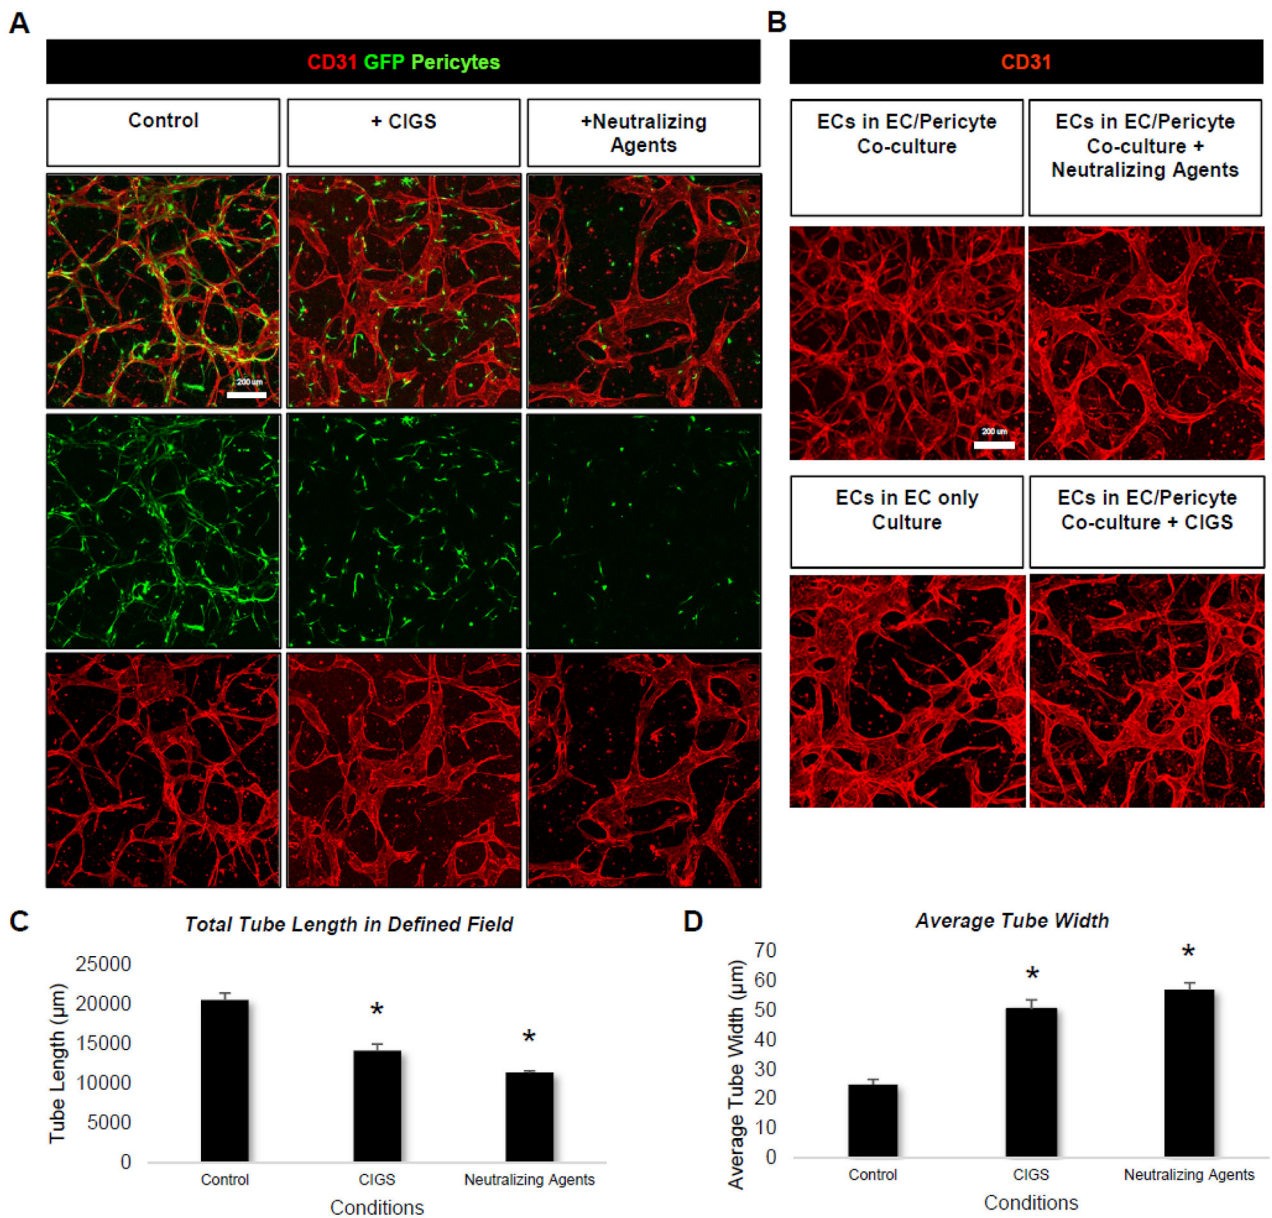 A
CD31 GFP Pericytes
Control
+ CIGS
+Neutralizing
Agents
200 um
B
CD31
ECs in EC/Pericyte
Co-culture
ECs in EC/Pericyte
Co-culture +
Neutralizing Agents
200 um
ECs in EC only
Culture
ECs in EC/Pericyte
Co-culture + CIGS
C
Total Tube Length in Defined Field
Tube Length (µm)
25000
20000
15000
10000
5000
0
*
*
Control
CIGS
Neutralizing Agents
Conditions
D
Average Tube Width
Average Tube Width (µm)
70
60
50
40
30
20
10
0
*
*
Control
CIGS
Neutralizing Agents
Conditions